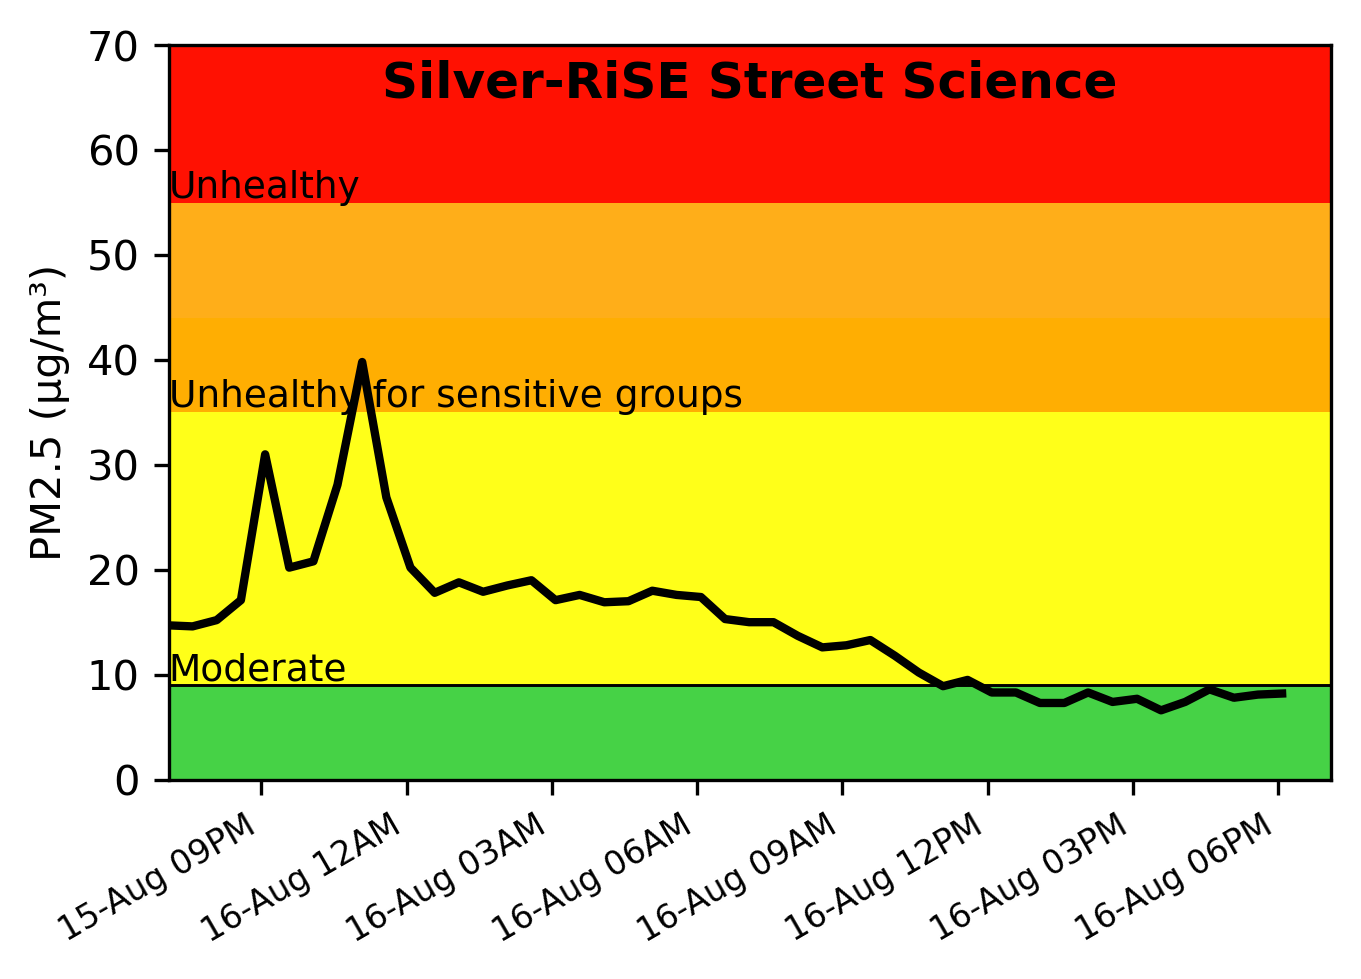 Silver-RiSE Street Science
PM2.5 (µg/m³)
70
60
50
40
30
20
10
0
Unhealthy
Unhealthy for sensitive groups
Moderate
15-Aug 09PM
16-Aug 12AM
16-Aug 03AM
16-Aug 06AM
16-Aug 09AM
16-Aug 12PM
16-Aug 03PM
16-Aug 06PM